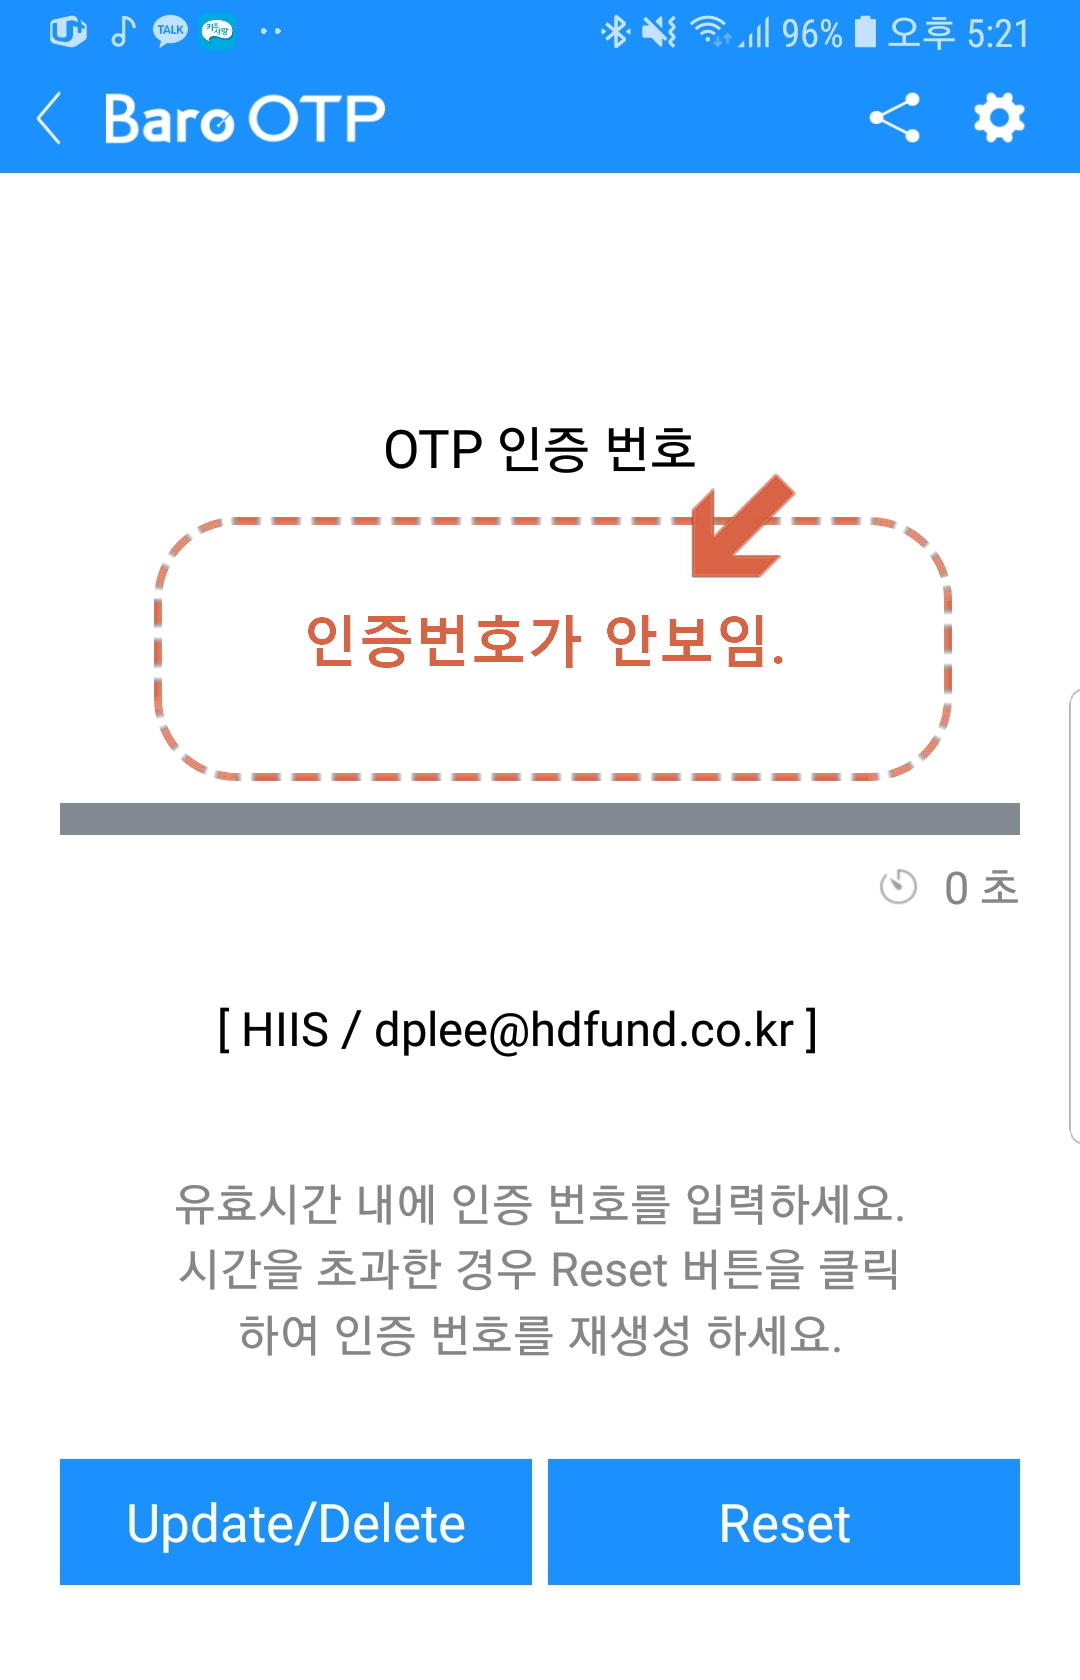 TALK 96% 오후 5:21
Baro OTP
OTP 인증 번호
인증번호가 안보임.
0 초
[ HIIS / dplee@hdfund.co.kr ]
유효시간 내에 인증 번호를 입력하세요.
시간을 초과한 경우 Reset 버튼을 클릭
하여 인증 번호를 재생성 하세요.
Update/Delete
Reset